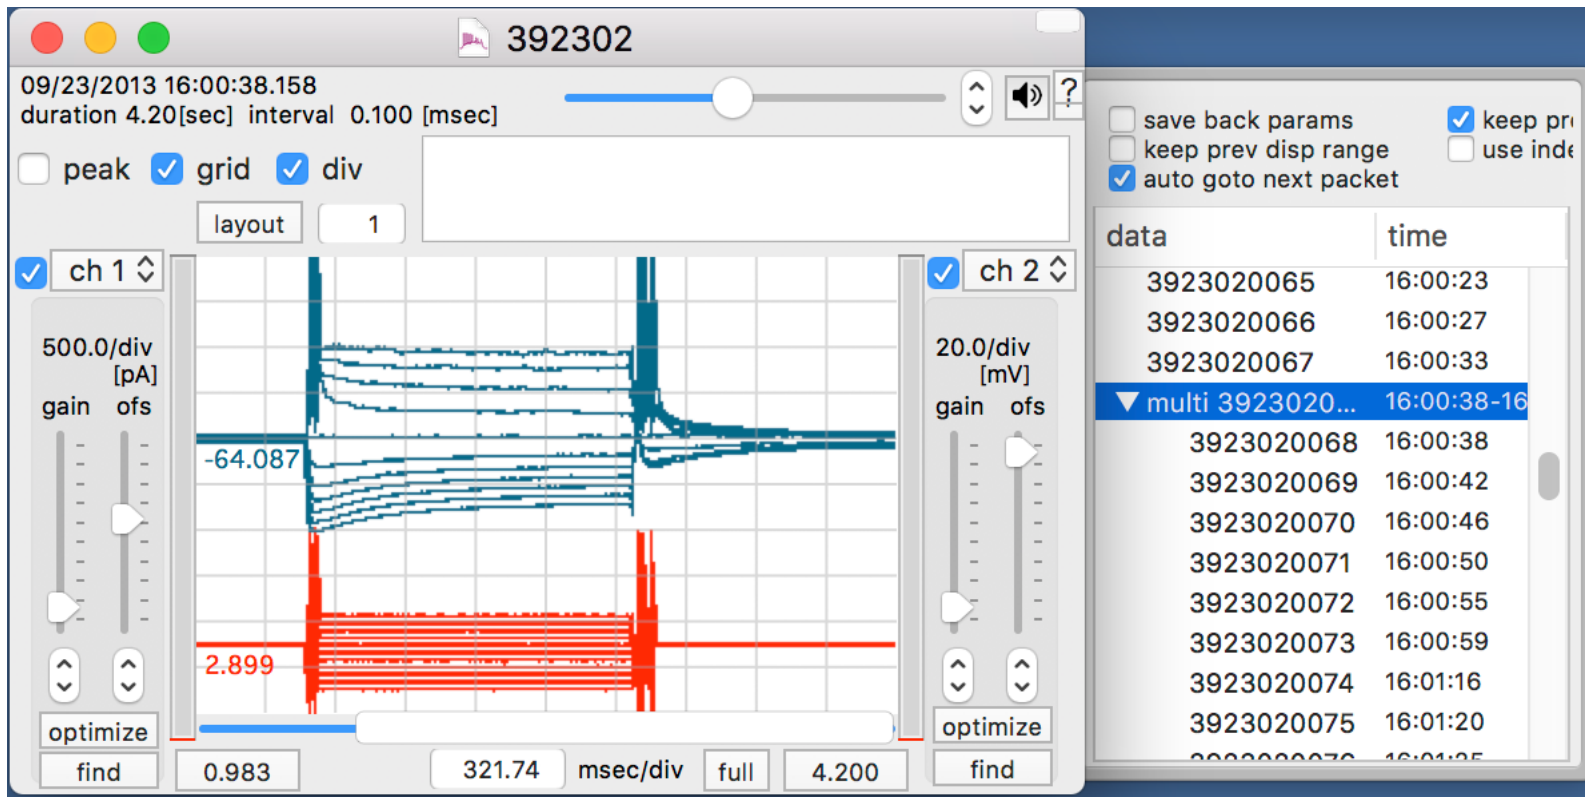 392302
09/23/2013 16:00:38.158
duration 4.20[sec] interval 0.100 [msec]
?
peak grid div
layout 1
ch 1
ch 2
500.0/div
[pA]
gain ofs
20.0/div
[mV]
gain ofs
-64.087
2.899
optimize
find
optimize
find
0.983 321.74 msec/div full 4.200
save back params
keep prev disp range
auto goto next packet
keep
use
data time
3923020065 16:00:23
3923020066 16:00:27
3923020067 16:00:33
multi 3923020... 16:00:38-16
3923020068 16:00:38
3923020069 16:00:42
3923020070 16:00:46
3923020071 16:00:50
3923020072 16:00:55
3923020073 16:00:59
3923020074 16:01:16
3923020075 16:01:20